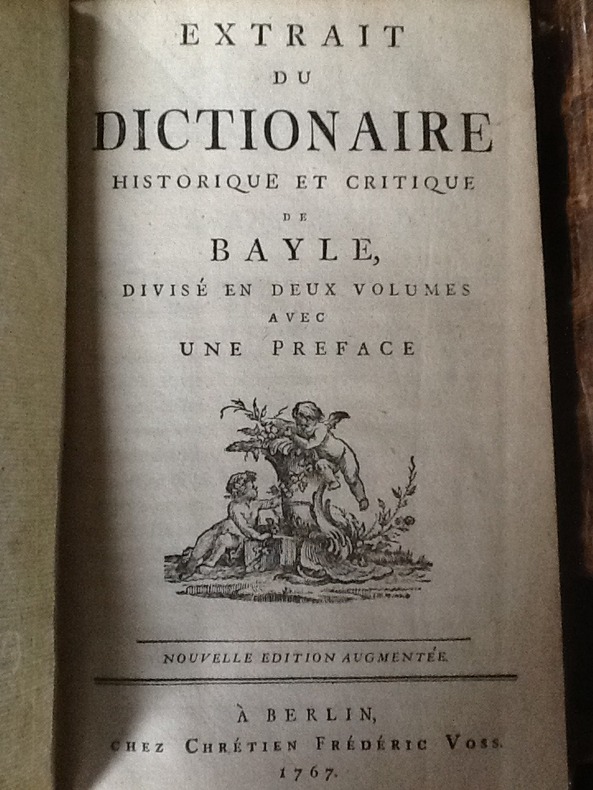 EXTRAIT
DU
DICTIONAIRE
HISTORIQUE ET CRITIQUE
DE
BAYLE,
DIVISÉ EN DEUX VOLUMES
AVEC
UNE PREFACE
NOUVELLE EDITION AUGMENTÉE.
À BERLIN,
CHEZ CHRÉTIEN FRÉDÉRIC VOSS.
1767.